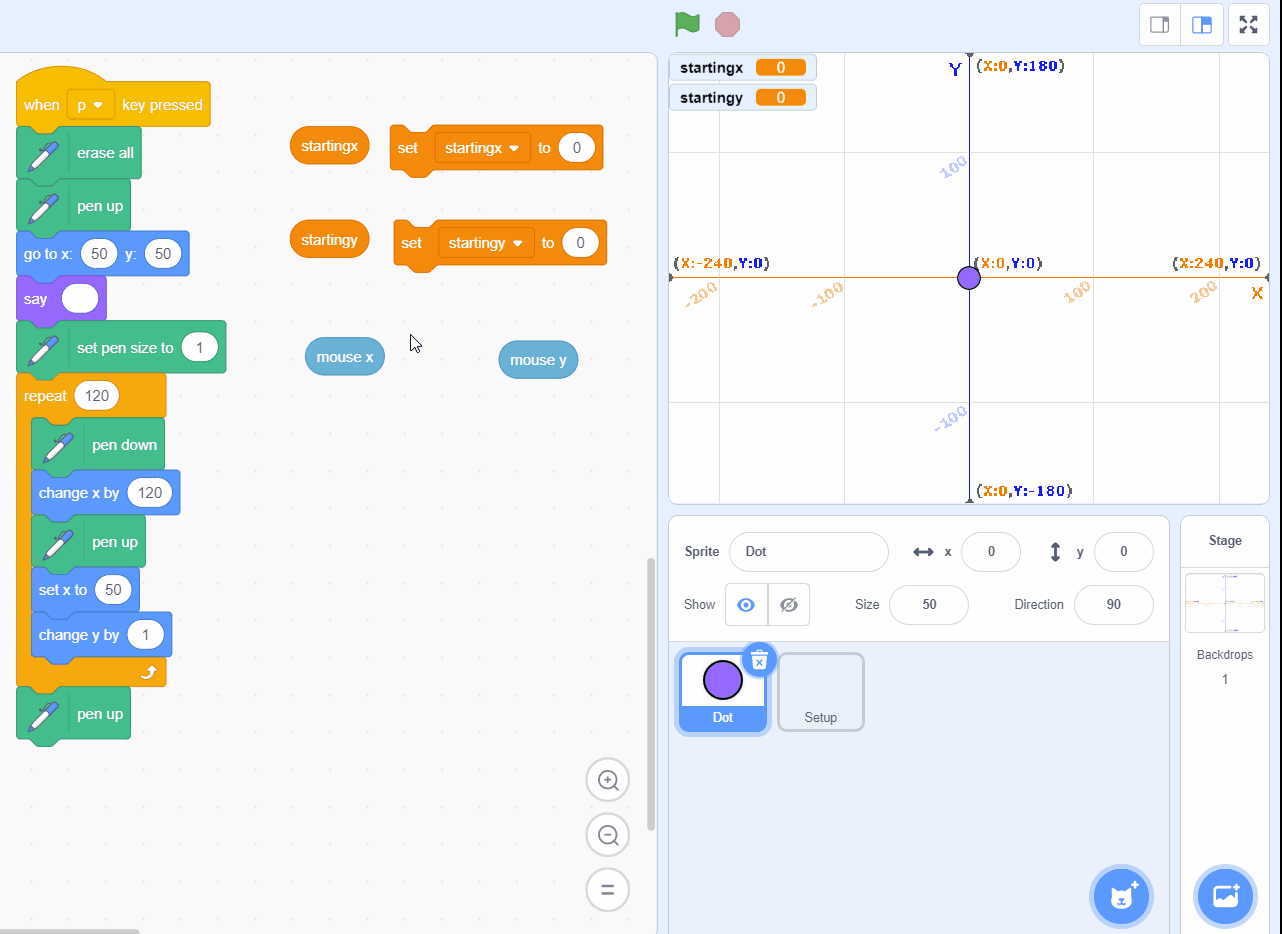 when p key pressed
erase all
pen up
go to x: 50 y: 50
say
set pen size to 1
repeat 120
pen down
change x by 120
pen up
set x to 50
change y by 1
pen up
startingx set startingx to 0
startingy set startingy to 0
mouse x mouse y
startingx 0
startingy 0
Y (X:0,Y:180)
100
(X:-240,Y:0) (X:0,Y:0) (X:240,Y:0)
-200 -100 100 200 X
-100
(X:0,Y:-180)
Sprite Dot x 0 y 0
Show Size 50 Direction 90
Dot Setup
Stage
Backdrops
1